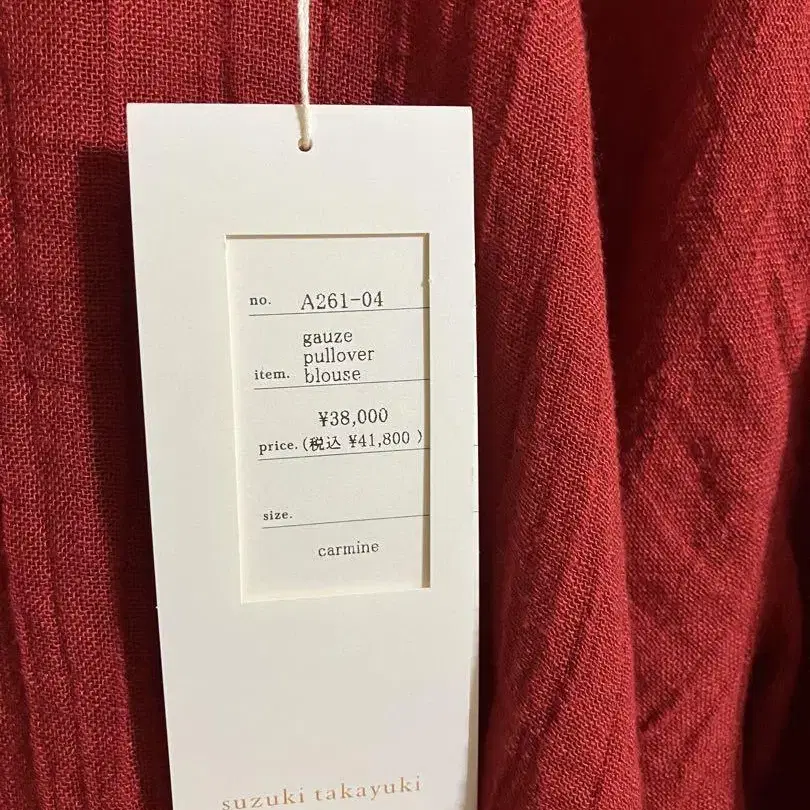 no. A261-04
gauze
pullover
item. blouse
¥38,000
price. (税込 ¥41,800 )
size.
carmine
suzuki takayuki